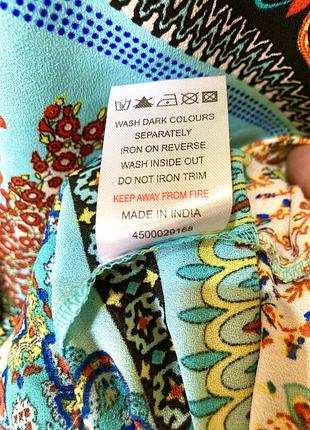 WASH DARK COLOURS
SEPARATELY
IRON ON REVERSE
WASH INSIDE OUT
DO NOT IRON TRIM
KEEP AWAY FROM FIRE
MADE IN INDIA
4500029168